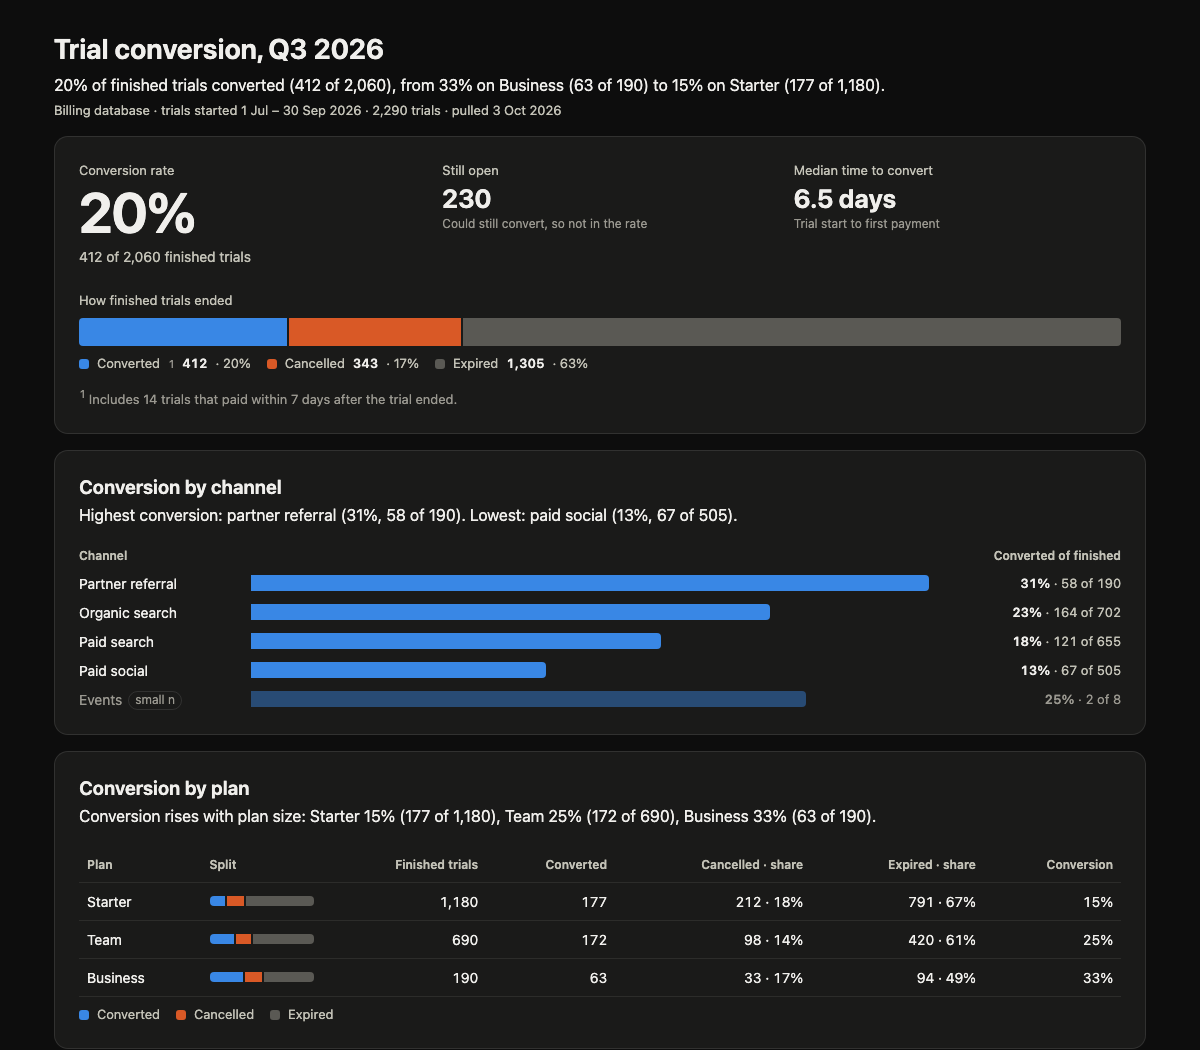 Trial conversion, Q3 2026
20% of finished trials converted (412 of 2,060), from 33% on Business (63 of 190) to 15% on Starter (177 of 1,180).
Billing database · trials started 1 Jul – 30 Sep 2026 · 2,290 trials · pulled 3 Oct 2026
Conversion rate
20%
412 of 2,060 finished trials
Still open
230
Could still convert, so not in the rate
Median time to convert
6.5 days
Trial start to first payment
How finished trials ended
Converted 1 412 · 20% Cancelled 343 · 17% Expired 1,305 · 63%
1 Includes 14 trials that paid within 7 days after the trial ended.
Conversion by channel
Highest conversion: partner referral (31%, 58 of 190). Lowest: paid social (13%, 67 of 505).
Channel Converted of finished
Partner referral 31% · 58 of 190
Organic search 23% · 164 of 702
Paid search 18% · 121 of 655
Paid social 13% · 67 of 505
Events small n 25% · 2 of 8
Conversion by plan
Conversion rises with plan size: Starter 15% (177 of 1,180), Team 25% (172 of 690), Business 33% (63 of 190).
Plan Split Finished trials Converted Cancelled · share Expired · share Conversion
Starter 1,180 177 212 · 18% 791 · 67% 15%
Team 690 172 98 · 14% 420 · 61% 25%
Business 190 63 33 · 17% 94 · 49% 33%
Converted Cancelled Expired